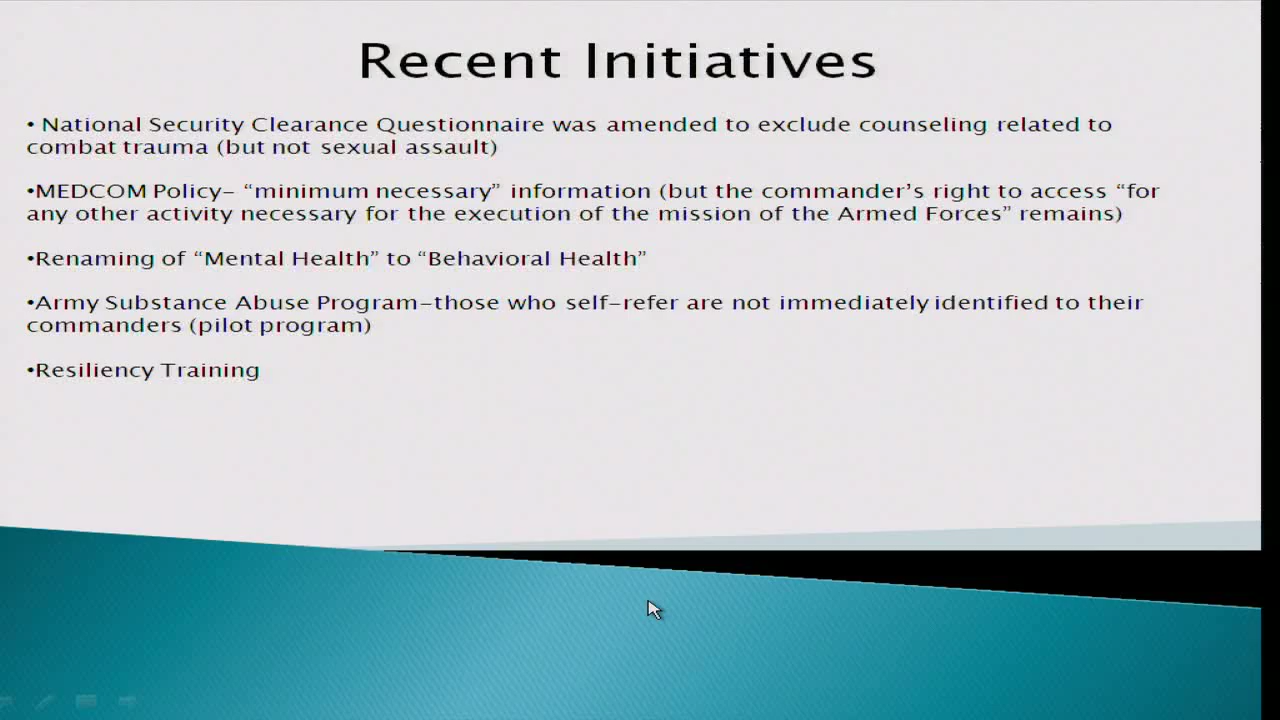 Recent Initiatives
• National Security Clearance Questionnaire was amended to exclude counseling related to
combat trauma (but not sexual assault)
•MEDCOM Policy– “minimum necessary” information (but the commander’s right to access “for
any other activity necessary for the execution of the mission of the Armed Forces” remains)
•Renaming of “Mental Health” to “Behavioral Health”
•Army Substance Abuse Program–those who self–refer are not immediately identified to their
commanders (pilot program)
•Resiliency Training